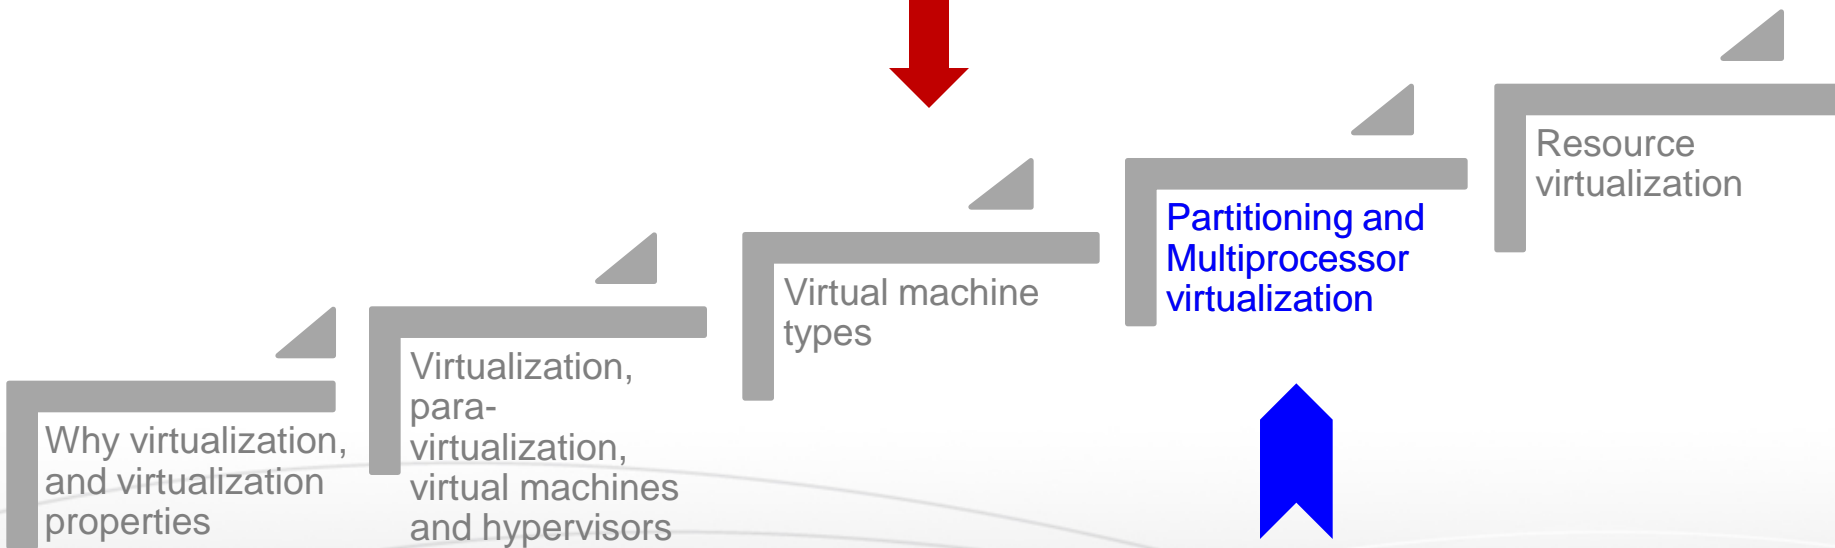 Why virtualization,
and virtualization
properties
Virtualization,
para-
virtualization,
virtual machines
and hypervisors
Virtual machine
types
Partitioning and
Multiprocessor
virtualization
Resource
virtualization